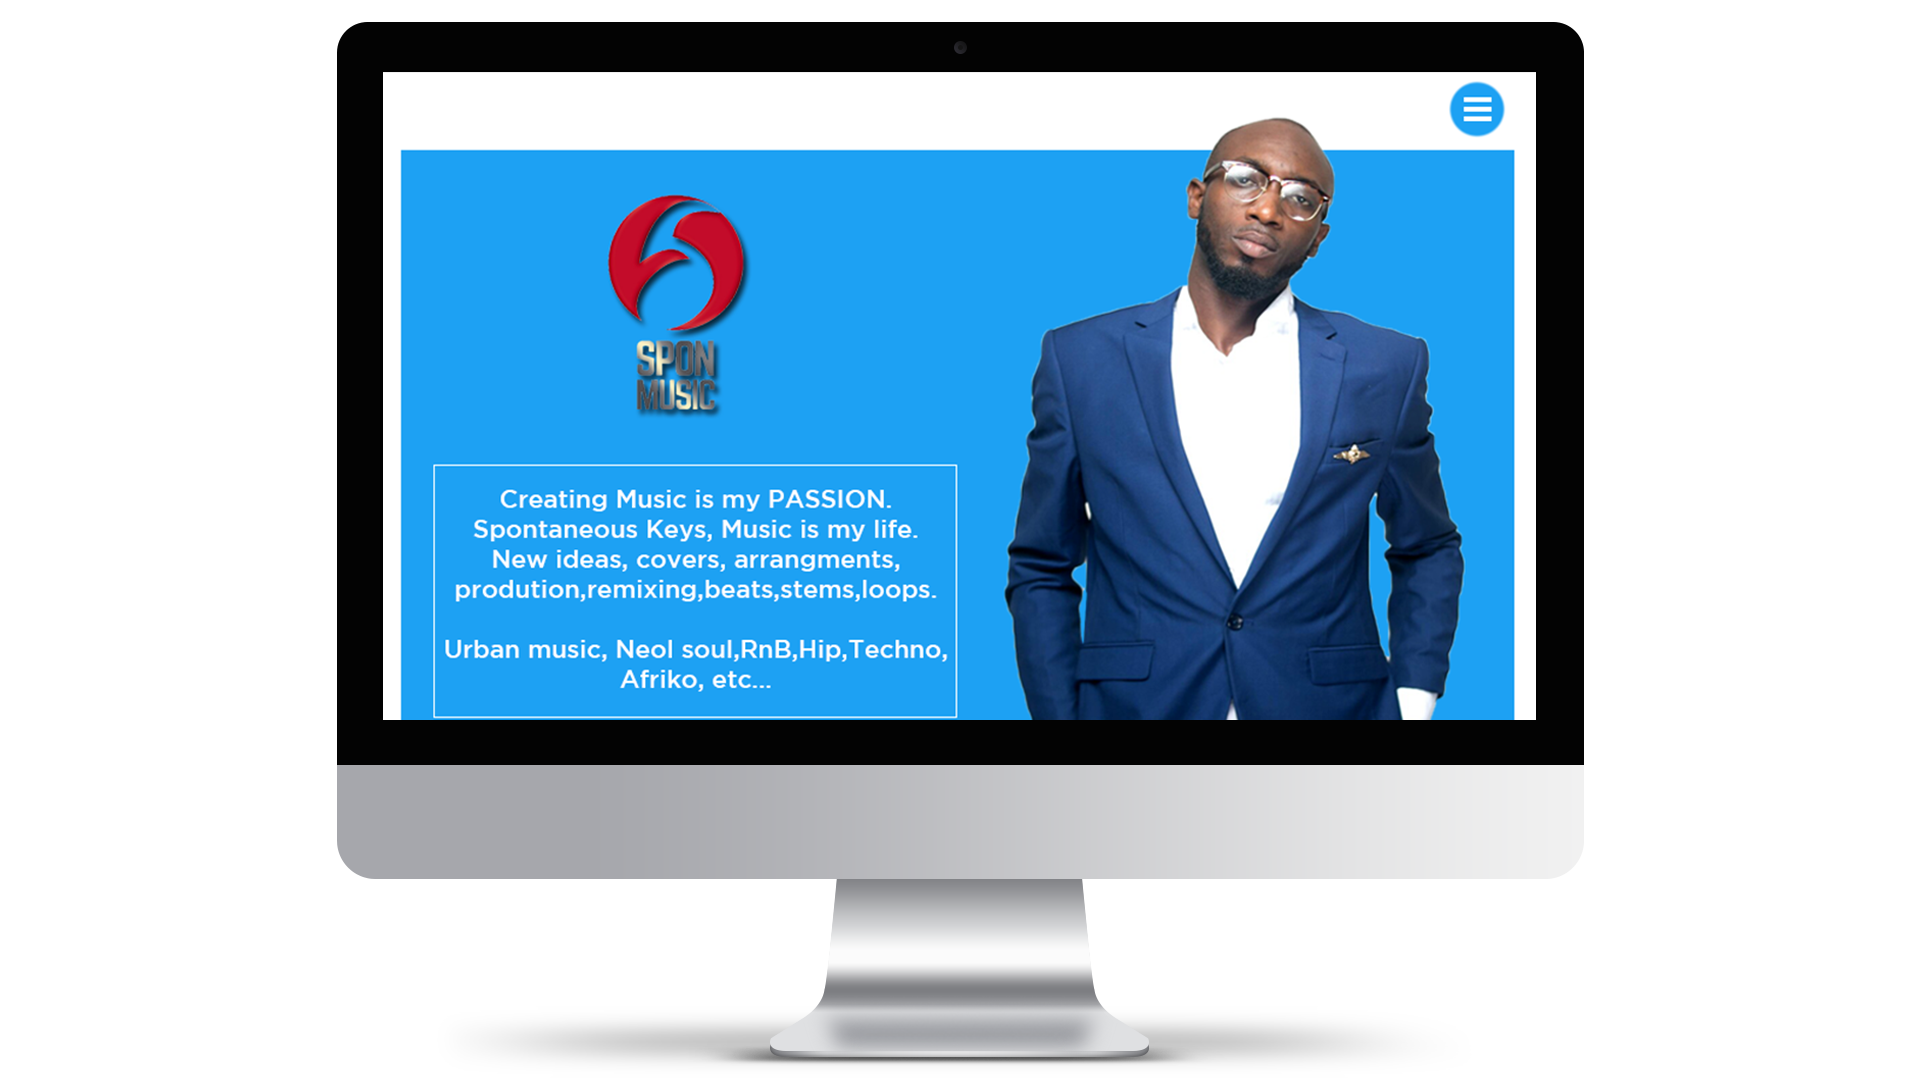 SPON
MUSIC
Creating Music is my PASSION.
Spontaneous Keys, Music is my life.
New ideas, covers, arrangments,
prodution,remixing,beats,stems,loops.
Urban music, Neol soul,RnB,Hip,Techno,
Afriko, etc...